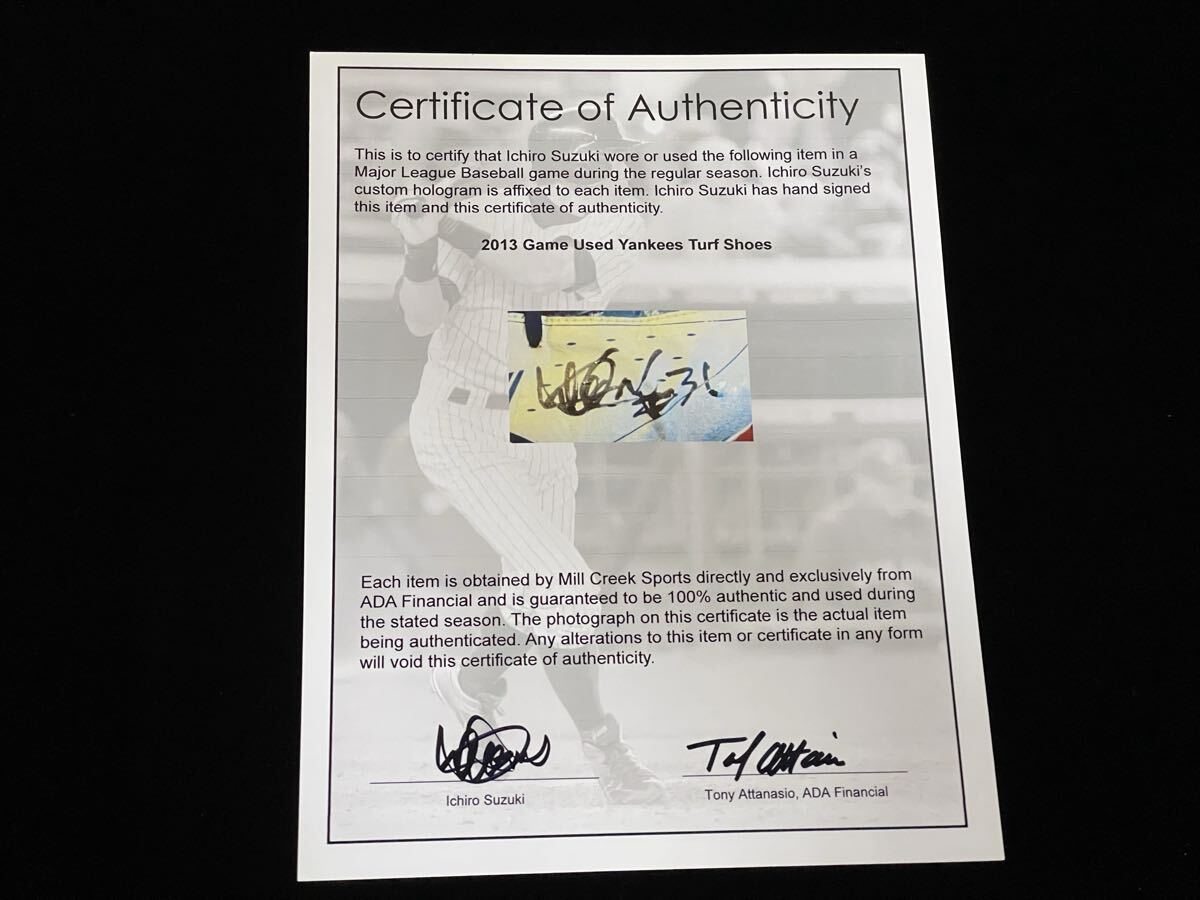 Certificate of Authenticity
This is to certify that Ichiro Suzuki wore or used the following item in a
Major League Baseball game during the regular season. Ichiro Suzuki's
custom hologram is affixed to each item. Ichiro Suzuki has hand signed
this item and this certificate of authenticity.
2013 Game Used Yankees Turf Shoes
31
Each item is obtained by Mill Creek Sports directly and exclusively from
ADA Financial and is guaranteed to be 100% authentic and used during
the stated season. The photograph on this certificate is the actual item
being authenticated. Any alterations to this item or certificate in any form
will void this certificate of authenticity.
Ichiro Suzuki
Tony Attanasio, ADA Financial